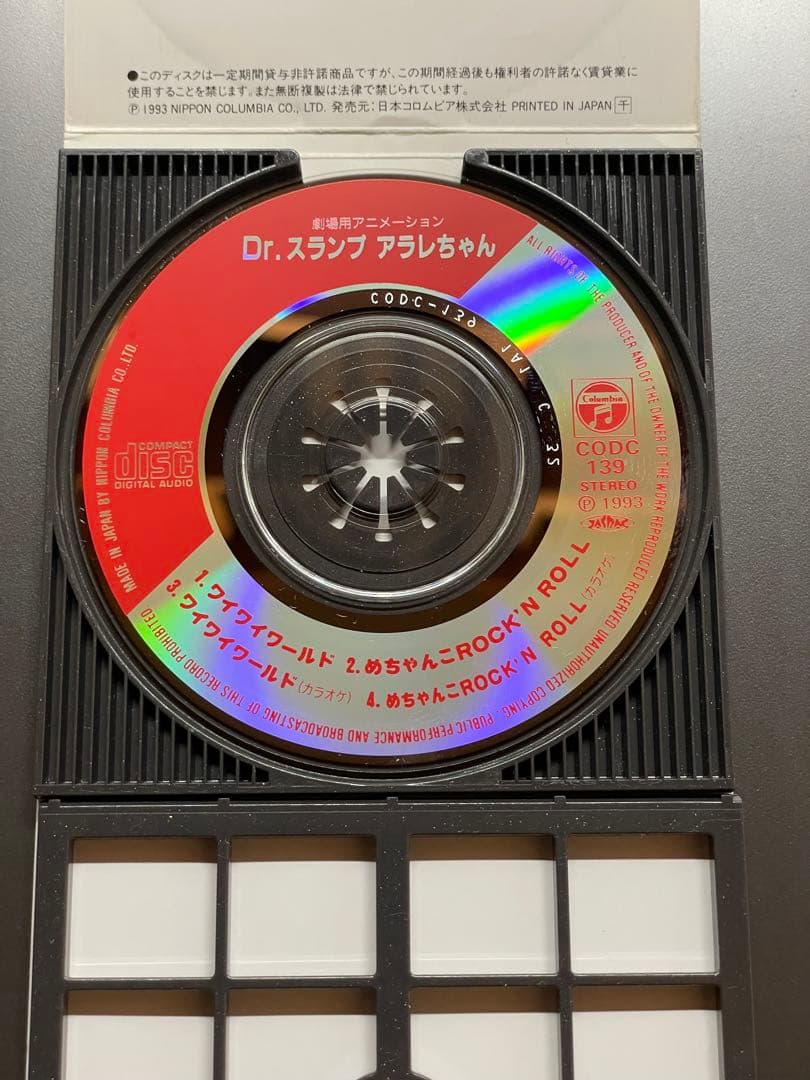 ●このディスクは一定期間貸与非許諾商品ですが、この期間経過後も権利者の許諾なく賃貸業に
使用することを禁じます。また無断複製は法律で禁じられています。
Ⓟ 1993 NIPPON COLUMBIA CO., LTD. 発売元：日本コロムビア株式会社 PRINTED IN JAPAN 千
劇場用アニメーション
Dr.スランプ アラレちゃん
CODC-139
COMPACT
disc
DIGITAL AUDIO
Columbia
CODC
139
STEREO
Ⓟ 1993
JASRAC
1. ワイワイワールド 2. めちゃんこROCK'N ROLL
3. ワイワイワールド(カラオケ) 4. めちゃんこROCK'N ROLL(カラオケ)
MADE IN JAPAN BY NIPPON COLUMBIA CO., LTD.
ALL RIGHTS OF THE PRODUCER AND OF THE OWNER OF THE WORK REPRODUCED RESERVED UNAUTHORIZED COPYING, PUBLIC PERFORMANCE AND BROADCASTING OF THIS RECORD PROHIBITED